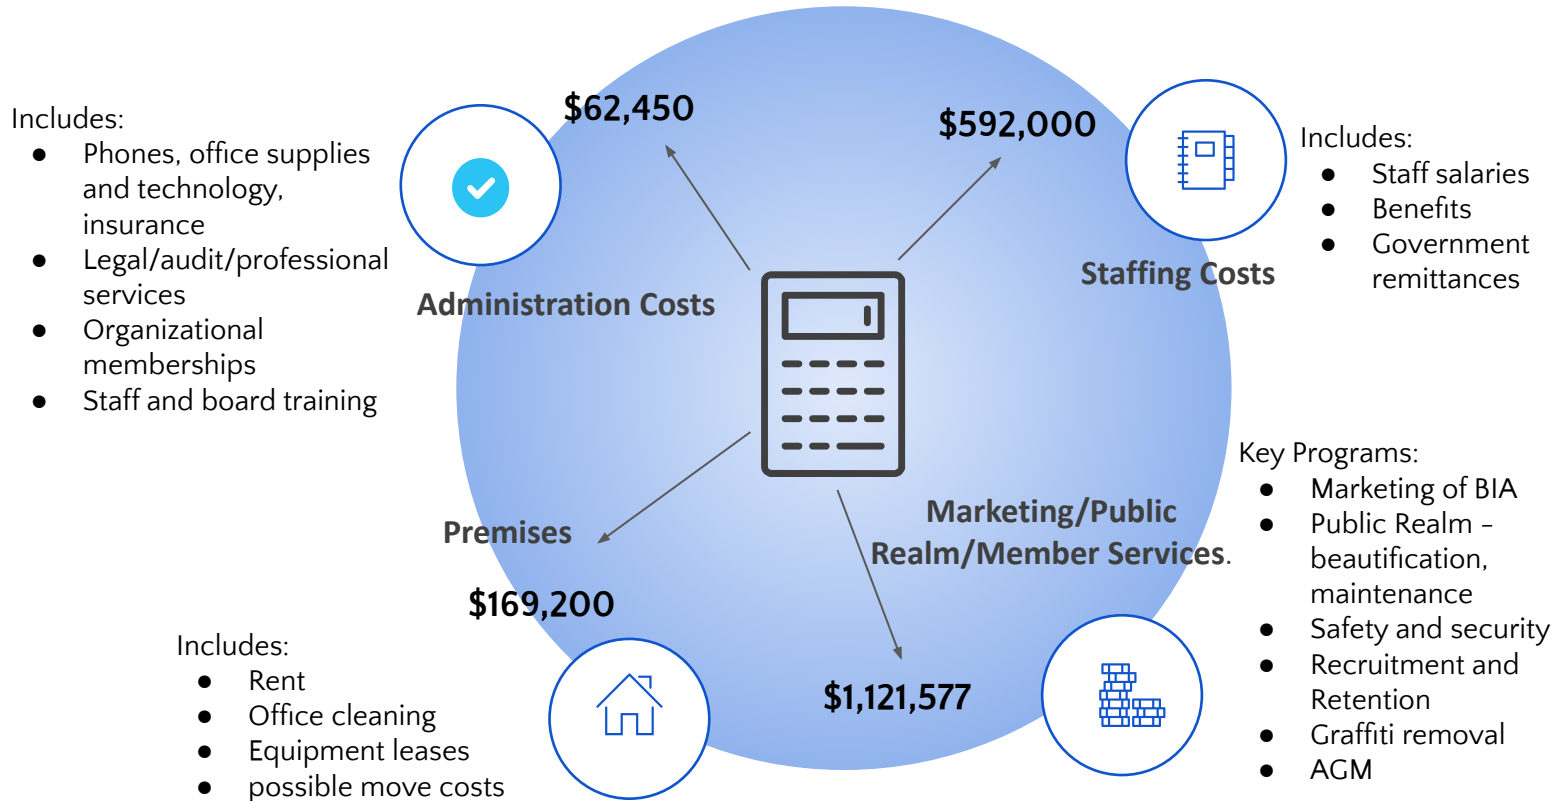 Includes:
● Phones, office supplies
and technology,
insurance
● Legal/audit/professional
services
● Organizational
memberships
● Staff and board training
$62,450
Administration Costs
$592,000
Staffing Costs
Includes:
● Staff salaries
● Benefits
● Government
remittances
Premises
$169,200
Includes:
● Rent
● Office cleaning
● Equipment leases
● possible move costs
Marketing/Public
Realm/Member Services.
$1,121,577
Key Programs:
● Marketing of BIA
● Public Realm –
beautification,
maintenance
● Safety and security
● Recruitment and
Retention
● Graffiti removal
● AGM